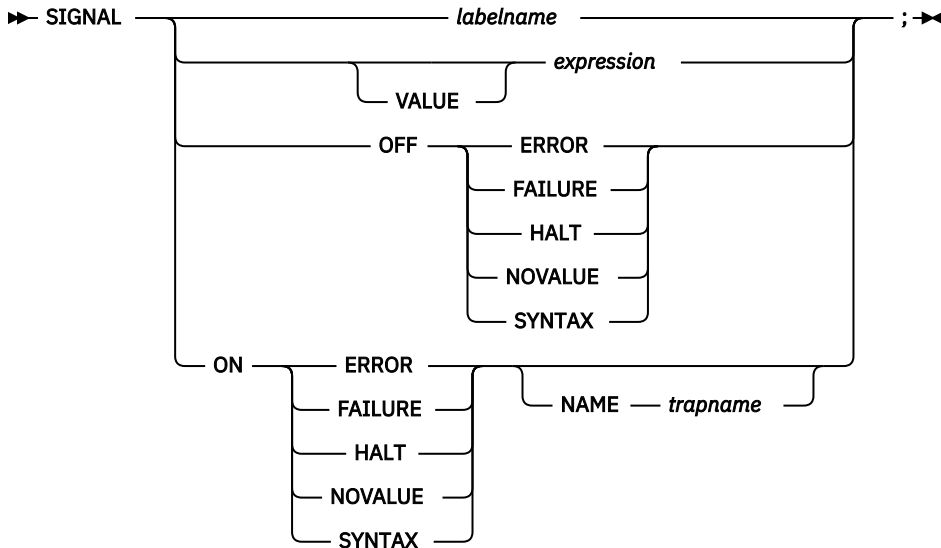 SIGNAL labelname ;
expression
VALUE
OFF ERROR
FAILURE
HALT
NOVALUE
SYNTAX
ON ERROR
FAILURE NAME trapname
HALT
NOVALUE
SYNTAX